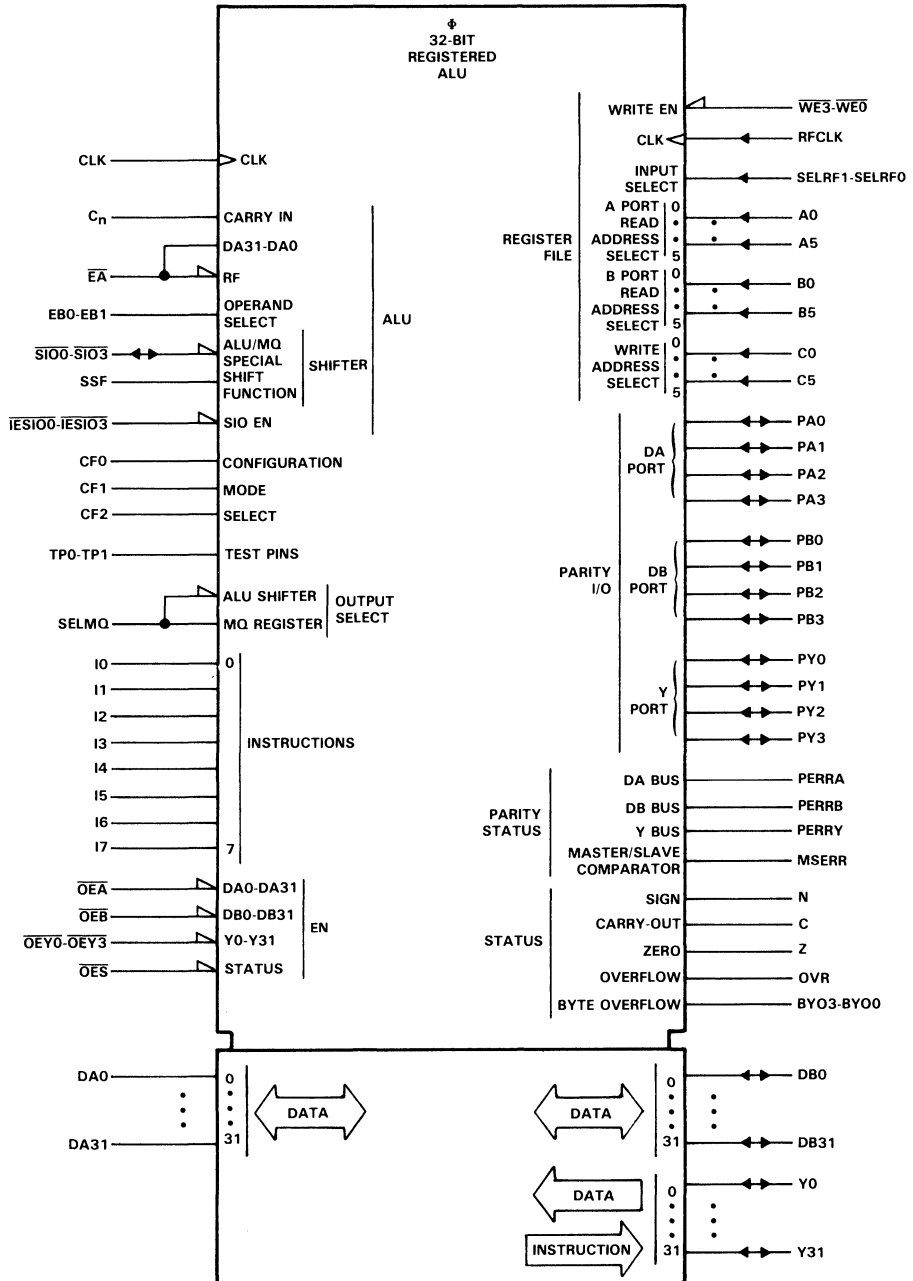 Φ
32-BIT
REGISTERED
ALU
CLK
CLK
Cn
CARRY IN
DA31-DA0
EA
RF
EB0-EB1
OPERAND
SELECT
SIO0-SIO3
ALU/MQ
SPECIAL
SHIFT
FUNCTION
SSF
SHIFTER
ALU
IESIO0-IESIO3
SIO EN
CF0
CONFIGURATION
CF1
MODE
CF2
SELECT
TP0-TP1
TEST PINS
ALU SHIFTER
SELMQ
MQ REGISTER
OUTPUT
SELECT
I0
0
I1
I2
I3
INSTRUCTIONS
I4
I5
I6
I7
7
OEA
DA0-DA31
OEB
DB0-DB31
EN
OEY0-OEY3
Y0-Y31
OES
STATUS
WRITE EN
WE3-WE0
CLK
RFCLK
INPUT
SELECT
SELRF1-SELRF0
REGISTER
FILE
A PORT
READ
ADDRESS
SELECT
0
5
A0
A5
B PORT
READ
ADDRESS
SELECT
0
5
B0
B5
WRITE
ADDRESS
SELECT
0
5
C0
C5
PARITY
I/O
DA
PORT
PA0
PA1
PA2
PA3
DB
PORT
PB0
PB1
PB2
PB3
Y
PORT
PY0
PY1
PY2
PY3
PARITY
STATUS
DA BUS
PERRA
DB BUS
PERRB
Y BUS
PERRY
MASTER/SLAVE
COMPARATOR
MSERR
STATUS
SIGN
N
CARRY-OUT
C
ZERO
Z
OVERFLOW
OVR
BYTE OVERFLOW
BYO3-BYO0
DA0
0
DATA
DA31
31
DATA
0
DB0
31
DB31
DATA
0
Y0
INSTRUCTION
31
Y31